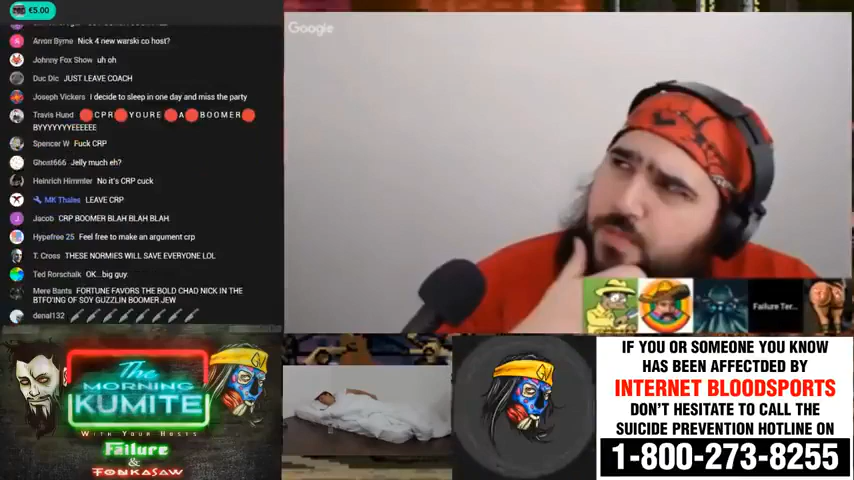 €5.00
Google
Arron Byrne Nick 4 new warski co host?
Johnny Fox Show uh oh
Duc Dic JUST LEAVE COACH
Joseph Vickers I decide to sleep in one day and miss the party
Travis Hund C P R Y O U R E A B O O M E R
BYYYYYYYEEEEEE
Spencer W Fuck CRP
Ghost666 Jelly much eh?
Heinrich Himmler No it's CRP cuck
MK Thales LEAVE CRP
Jacob CRP BOOMER BLAH BLAH BLAH
Hypefree 25 Feel free to make an argument crp
T. Cross THESE NORMIES WILL SAVE EVERYONE LOL
Ted Rorschalk OK...big guy.
Mere Bants FORTUNE FAVORS THE BOLD CHAD NICK IN THE
BTFO'ING OF SOY GUZZLIN BOOMER JEW
denal132
Failure Ter...
The
MORNING
KUMITE
WITH YOUR HOSTS
Failure
&
TONKASAW
GV
GV
IF YOU OR SOMEONE YOU KNOW
HAS BEEN AFFECTDED BY
INTERNET BLOODSPORTS
DON'T HESITATE TO CALL THE
SUICIDE PREVENTION HOTLINE ON
1-800-273-8255